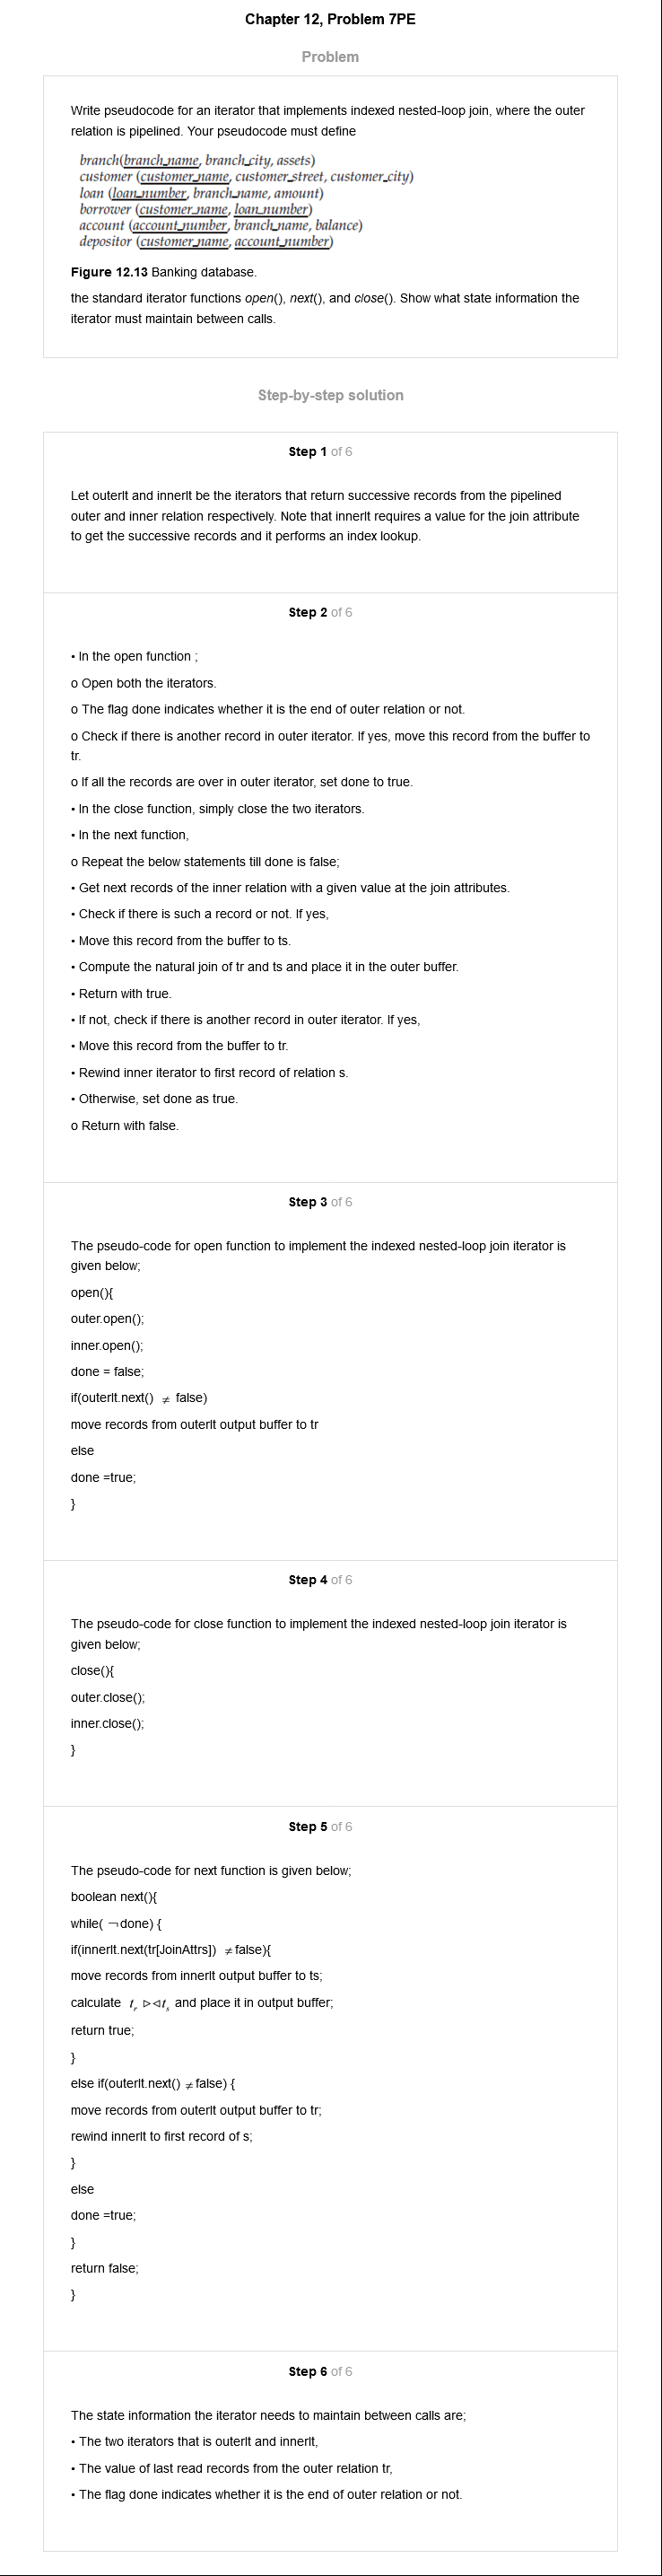 Chapter 12, Problem 7PE
Problem
Write pseudocode for an iterator that implements indexed nested-loop join, where the outer
relation is pipelined. Your pseudocode must define
branch(branch_name, branch_city, assets)
customer (customer_name, customer_street, customer_city)
loan (loan_number, branch_name, amount)
borrower (customer_name, loan_number)
account (account_number, branch_name, balance)
depositor (customer_name, account_number)
Figure 12.13 Banking database.
the standard iterator functions open(), next(), and close(). Show what state information the
iterator must maintain between calls.
Step-by-step solution
Step 1 of 6
Let outerIt and innerIt be the iterators that return successive records from the pipelined
outer and inner relation respectively. Note that innerIt requires a value for the join attribute
to get the successive records and it performs an index lookup.
Step 2 of 6
• In the open function ;
o Open both the iterators.
o The flag done indicates whether it is the end of outer relation or not.
o Check if there is another record in outer iterator. If yes, move this record from the buffer to
tr.
o If all the records are over in outer iterator, set done to true.
• In the close function, simply close the two iterators.
• In the next function,
o Repeat the below statements till done is false;
• Get next records of the inner relation with a given value at the join attributes.
• Check if there is such a record or not. If yes,
• Move this record from the buffer to ts.
• Compute the natural join of tr and ts and place it in the outer buffer.
• Return with true.
• If not, check if there is another record in outer iterator. If yes,
• Move this record from the buffer to tr.
• Rewind inner iterator to first record of relation s.
• Otherwise, set done as true.
o Return with false.
Step 3 of 6
The pseudo-code for open function to implement the indexed nested-loop join iterator is
given below;
open(){
outer.open();
inner.open();
done = false;
if(outerIt.next() ≠ false)
move records from outerIt output buffer to tr
else
done =true;
}
Step 4 of 6
The pseudo-code for close function to implement the indexed nested-loop join iterator is
given below;
close(){
outer.close();
inner.close();
}
Step 5 of 6
The pseudo-code for next function is given below;
boolean next(){
while( ¬done) {
if(innerIt.next(tr[JoinAttrs]) ≠false){
move records from innerIt output buffer to ts;
calculate t_r ⊳⊲t_s and place it in output buffer;
return true;
}
else if(outerIt.next() ≠false) {
move records from outerIt output buffer to tr;
rewind innerIt to first record of s;
}
else
done =true;
}
return false;
}
Step 6 of 6
The state information the iterator needs to maintain between calls are;
• The two iterators that is outerIt and innerIt,
• The value of last read records from the outer relation tr,
• The flag done indicates whether it is the end of outer relation or not.